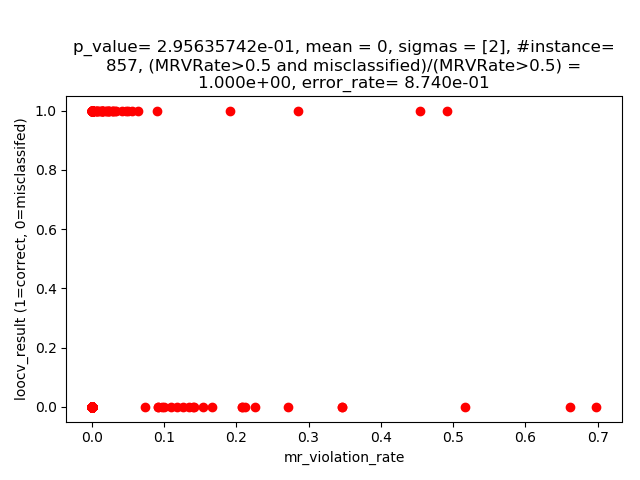 p_value= 2.95635742e-01, mean = 0, sigmas = [2], #instance=
857, (MRVRate>0.5 and misclassified)/(MRVRate>0.5) =
1.000e+00, error_rate= 8.740e-01
1.0
0.8
0.6
0.4
0.2
0.0
loocv_result (1=correct, 0=misclassifed)
0.0 0.1 0.2 0.3 0.4 0.5 0.6 0.7
mr_violation_rate